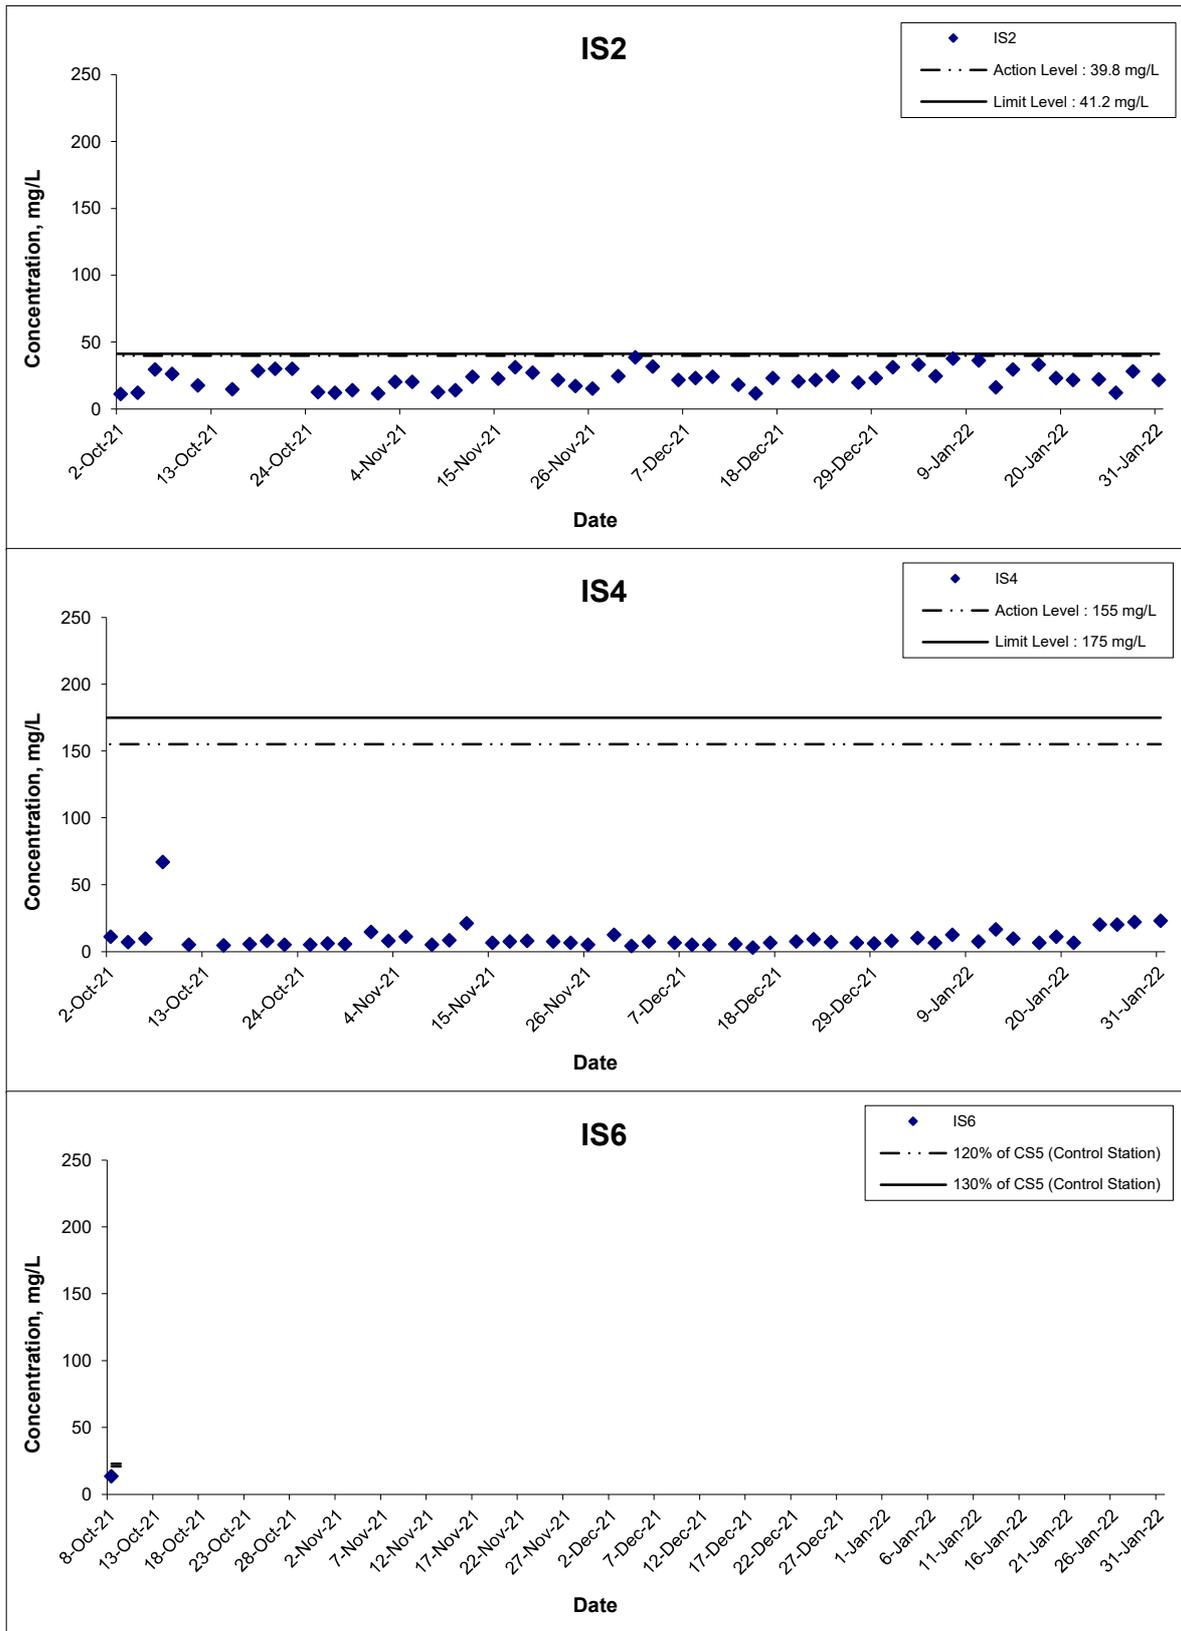 IS2
IS2
Action Level : 39.8 mg/L
Limit Level : 41.2 mg/L
Concentration, mg/L
250
200
150
100
50
0
2-Oct-21
13-Oct-21
24-Oct-21
4-Nov-21
15-Nov-21
26-Nov-21
7-Dec-21
18-Dec-21
29-Dec-21
9-Jan-22
20-Jan-22
31-Jan-22
Date
IS4
IS4
Action Level : 155 mg/L
Limit Level : 175 mg/L
Concentration, mg/L
250
200
150
100
50
0
2-Oct-21
13-Oct-21
24-Oct-21
4-Nov-21
15-Nov-21
26-Nov-21
7-Dec-21
18-Dec-21
29-Dec-21
9-Jan-22
20-Jan-22
31-Jan-22
Date
IS6
IS6
120% of CS5 (Control Station)
130% of CS5 (Control Station)
Concentration, mg/L
250
200
150
100
50
0
8-Oct-21
13-Oct-21
18-Oct-21
23-Oct-21
28-Oct-21
2-Nov-21
7-Nov-21
12-Nov-21
17-Nov-21
22-Nov-21
27-Nov-21
2-Dec-21
7-Dec-21
12-Dec-21
17-Dec-21
22-Dec-21
27-Dec-21
1-Jan-22
6-Jan-22
11-Jan-22
16-Jan-22
21-Jan-22
26-Jan-22
31-Jan-22
Date